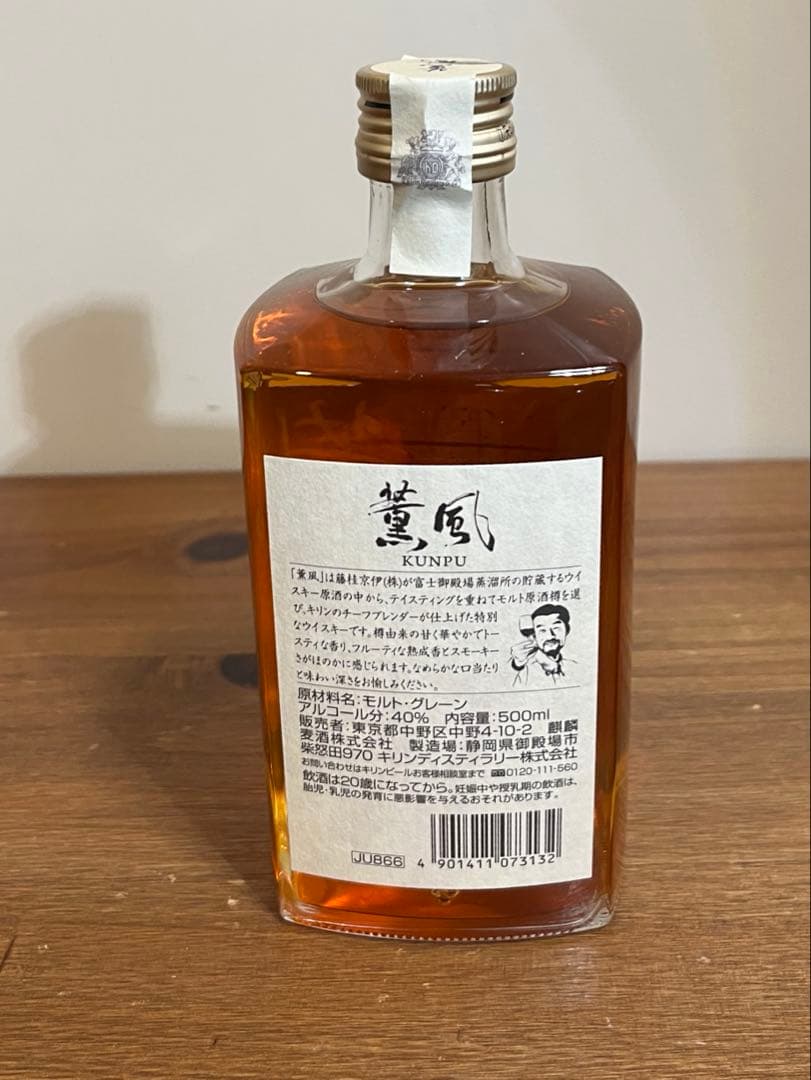 薫風
KUNPU
「薫風」は藤桂京伊(株)が富士御殿場蒸溜所の貯蔵するウイ
スキー原酒の中から、テイスティングを重ねてモルト原酒樽を選
び、キリンのチーフブレンダーが仕上げた特別
なウイスキーです。樽由来の甘く華やかでトー
スティな香り、フルーティな熟成香とスモーキー
さがほのかに感じられます。なめらかな口当たり
と味わい深さをお愉しみください。
原材料名:モルト・グレーン
アルコール分:40% 内容量:500ml
販売者:東京都中野区中野4-10-2 麒麟
麦酒株式会社 製造場:静岡県御殿場市
柴怒田970 キリンディスティラリー株式会社
お問い合わせはキリンビールお客様相談室まで 0120-111-560
飲酒は20歳になってから。妊娠中や授乳期の飲酒は、
胎児・乳児の発育に悪影響を与えるおそれがあります。
JU866 4 901411 073132